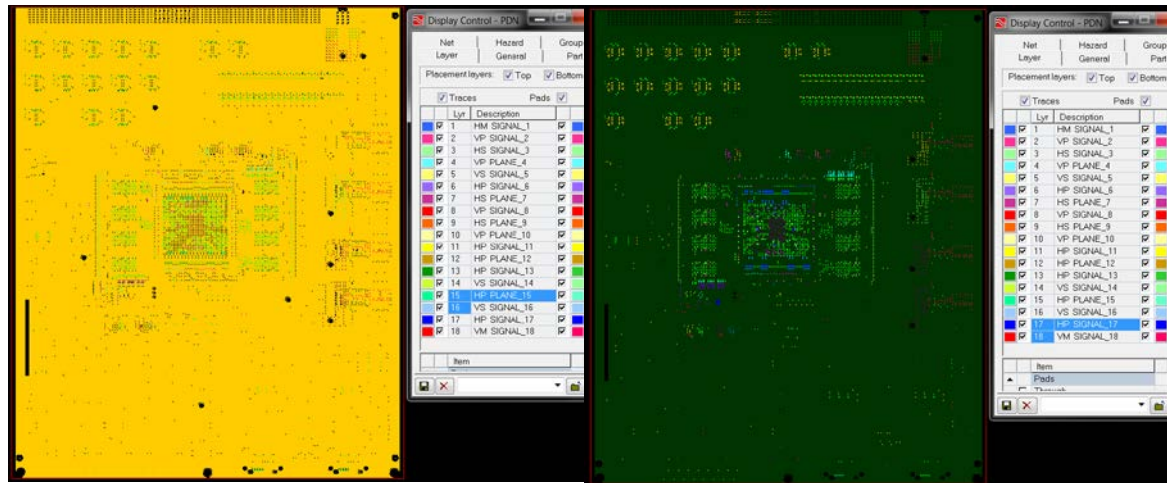 Display Control - PDN
Net Hazard Group
Layer General Part
Placement layers: Top Bottom
Traces Pads
Lyr Description
1 HM SIGNAL_1
2 VP SIGNAL_2
3 HS SIGNAL_3
4 VP PLANE_4
5 VS SIGNAL_5
6 HP SIGNAL_6
7 HS PLANE_7
8 VP SIGNAL_8
9 HS PLANE_9
10 VP PLANE_10
11 HP SIGNAL_11
12 HP PLANE_12
13 HP SIGNAL_13
14 VS SIGNAL_14
15 HP PLANE_15
16 VS SIGNAL_16
17 HP SIGNAL_17
18 VM SIGNAL_18
Item
Display Control - PDN
Net Hazard Group
Layer General Part
Placement layers: Top Bottom
Traces Pads
Lyr Description
1 HM SIGNAL_1
2 VP SIGNAL_2
3 HS SIGNAL_3
4 VP PLANE_4
5 VS SIGNAL_5
6 HP SIGNAL_6
7 HS PLANE_7
8 VP SIGNAL_8
9 HS PLANE_9
10 VP PLANE_10
11 HP SIGNAL_11
12 HP PLANE_12
13 HP SIGNAL_13
14 VS SIGNAL_14
15 HP PLANE_15
16 VS SIGNAL_16
17 HP SIGNAL_17
18 VM SIGNAL_18
Item
Pads